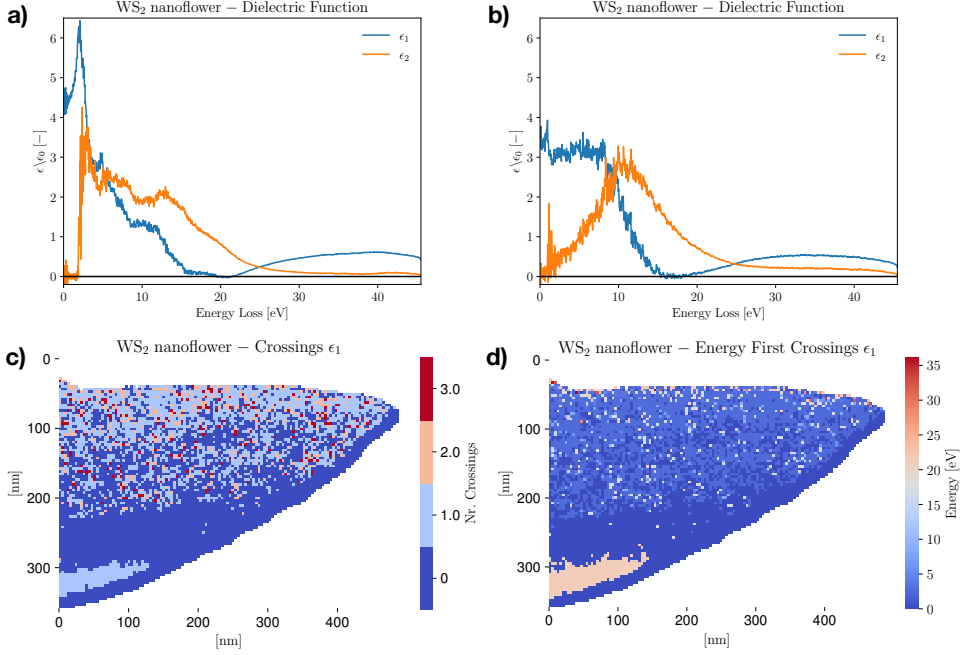 a)
WS₂ nanoflower − Dielectric Function
ϵ\ϵ₀ [−]
6
5
4
3
2
1
0
0 10 20 30 40
Energy Loss [eV]
ϵ₁
ϵ₂
b)
WS₂ nanoflower − Dielectric Function
ϵ\ϵ₀ [−]
6
5
4
3
2
1
0
0 10 20 30 40
Energy Loss [eV]
ϵ₁
ϵ₂
c)
WS₂ nanoflower − Crossings ϵ₁
[nm]
0
100
200
300
0 100 200 300 400
[nm]
3.0
2.0
1.0
0
Nr. Crossings
d)
WS₂ nanoflower − Energy First Crossings ϵ₁
[nm]
0
100
200
300
0 100 200 300 400
[nm]
35
30
25
20
15
10
5
0
Energy [eV]